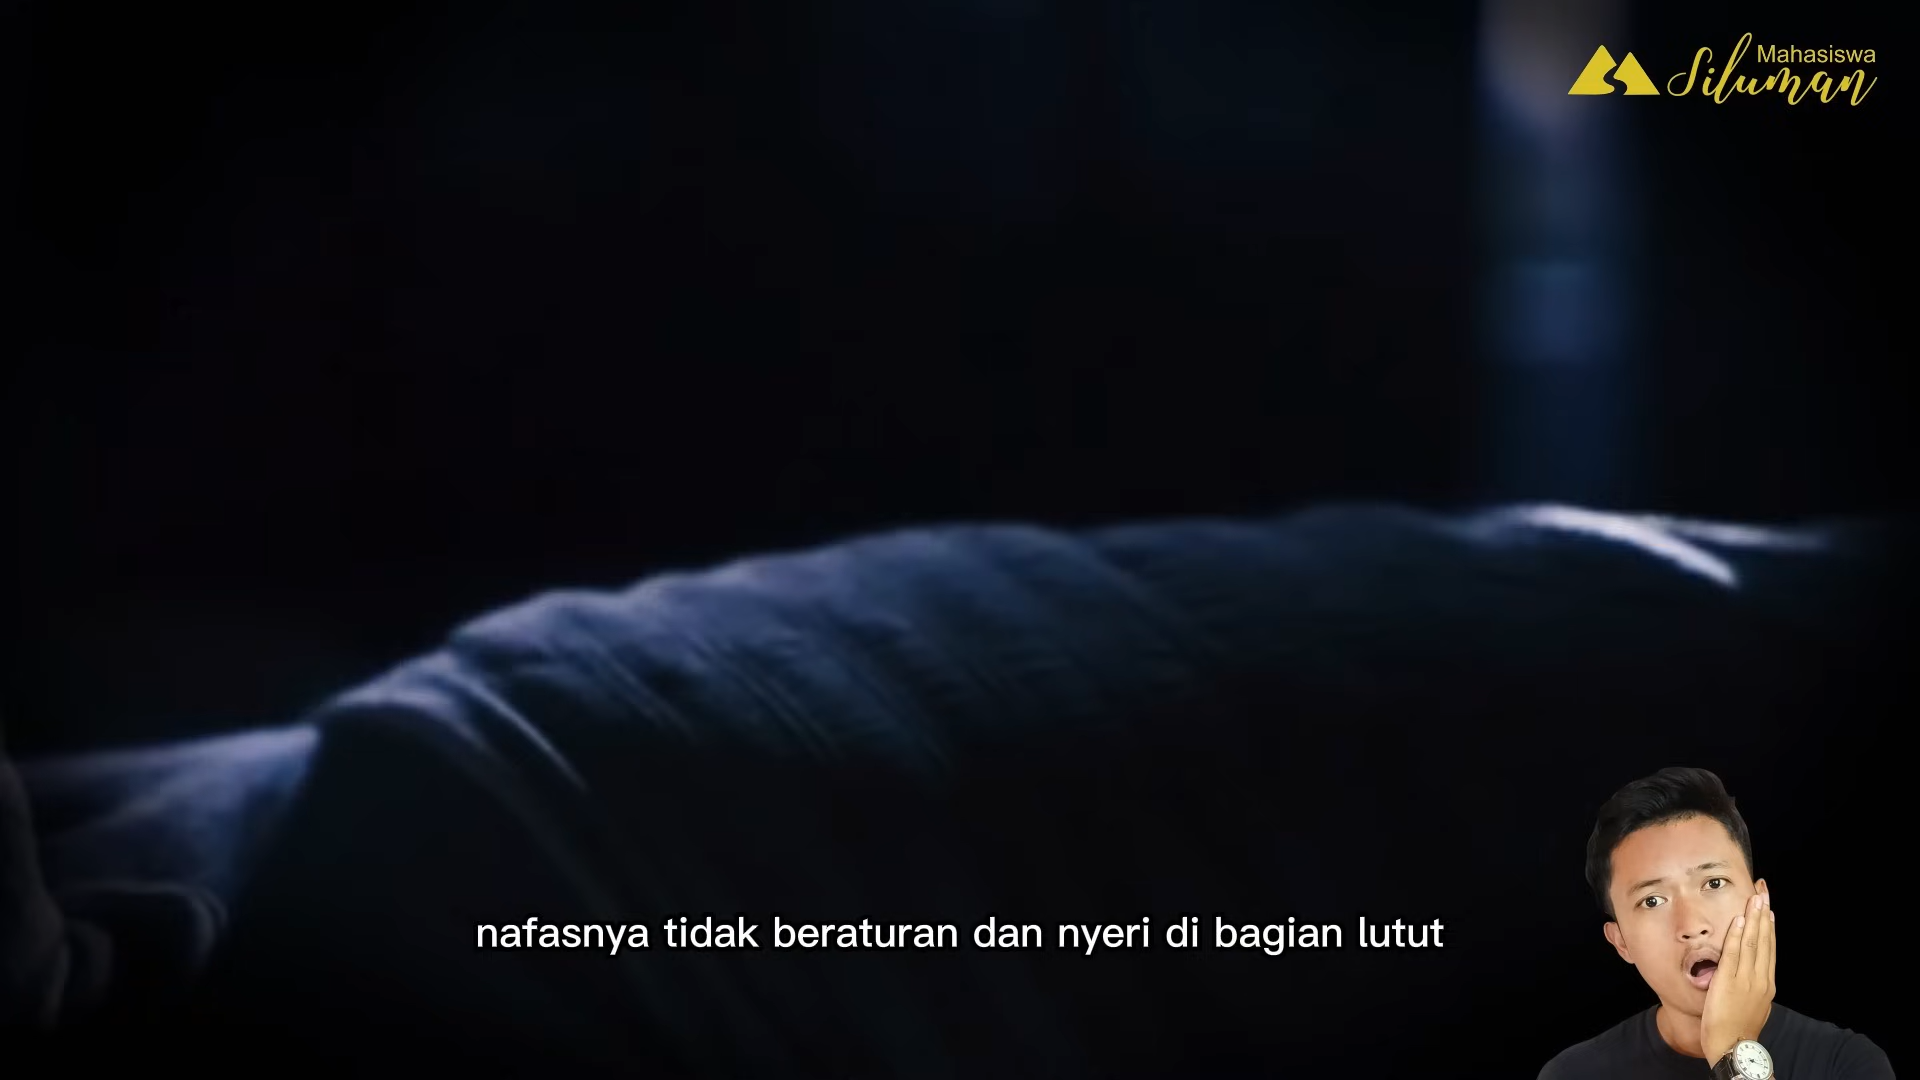 Mahasiswa
Siluman
nafasnya tidak beraturan dan nyeri di bagian lutut